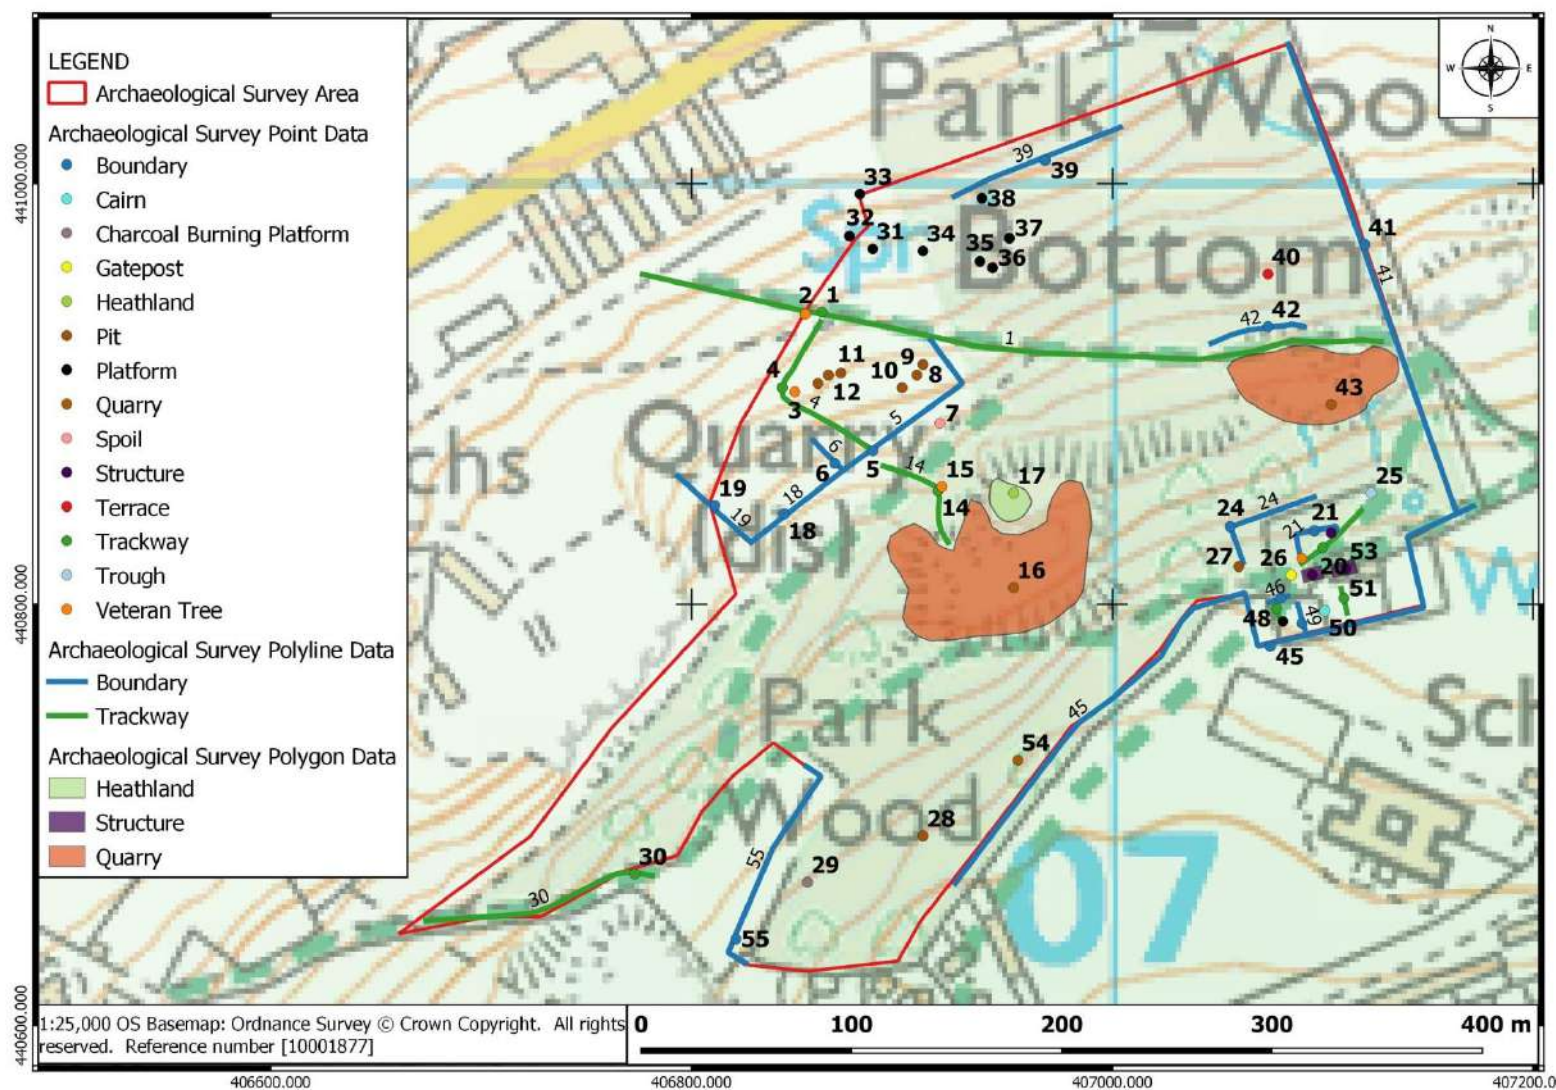 LEGEND
Archaeological Survey Area
Archaeological Survey Point Data
Boundary
Cairn
Charcoal Burning Platform
Gatepost
Heathland
Pit
Platform
Quarry
Spoil
Structure
Terrace
Trackway
Trough
Veteran Tree
Archaeological Survey Polyline Data
Boundary
Trackway
Archaeological Survey Polygon Data
Heathland
Structure
Quarry
N
W E
S
Park Wood
39
39
33
38
32
31
34
37
35
36
Spr
Bottom
41
41
40
42
42
2 1
1
4
3
4
11
12
9
10
8
5
7
43
chs
Quarry
(dis)
6
6
5
14
15
14
17
16
19
19
18
18
25
24
24
21
21
27
26
20
53
46
51
48
49
50
45
W
Park
Wood
Sch
45
54
28
29
55
55
30
30
07
1:25,000 OS Basemap: Ordnance Survey © Crown Copyright. All rights
reserved. Reference number [10001877]
0 100 200 300 400 m
441000.000
440800.000
440600.000
406600.000 406800.000 407000.000 407200.0